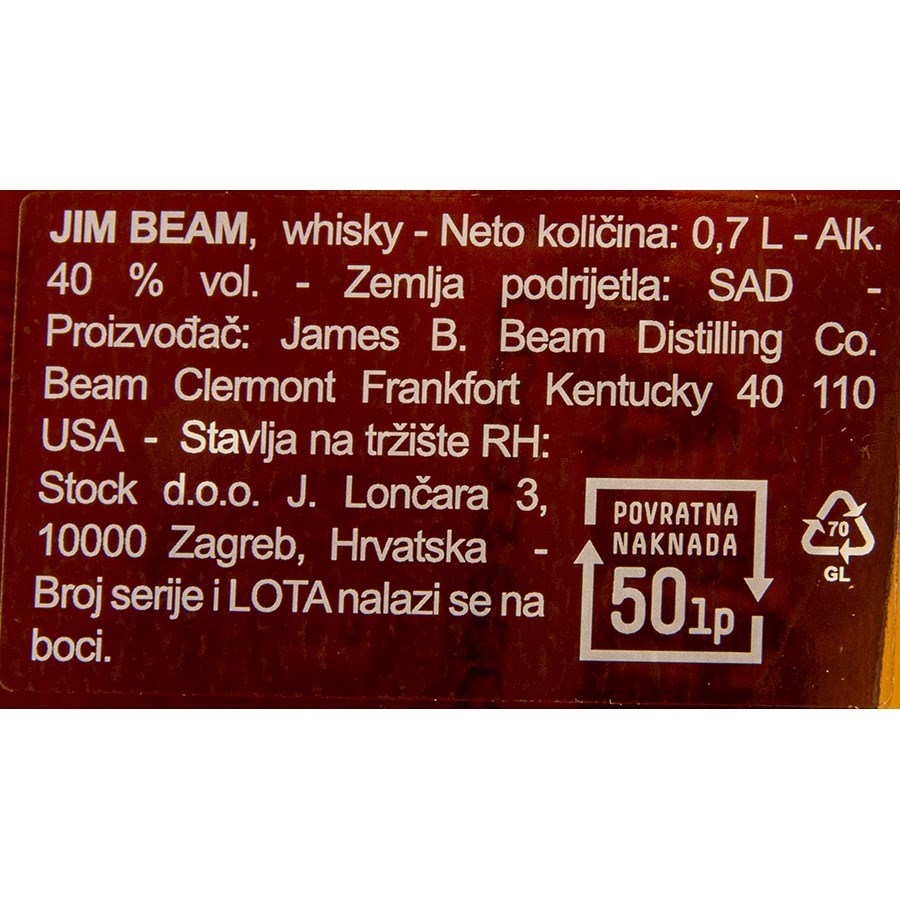 JIM BEAM, whisky - Neto količina: 0,7 L - Alk.
40 % vol. - Zemlja podrijetla: SAD -
Proizvođač: James B. Beam Distilling Co.
Beam Clermont Frankfort Kentucky 40 110
USA - Stavlja na tržište RH:
Stock d.o.o. J. Lončara 3,
10000 Zagreb, Hrvatska -
Broj serije i LOTA nalazi se na
boci.
POVRATNA
NAKNADA
50lp
70
GL